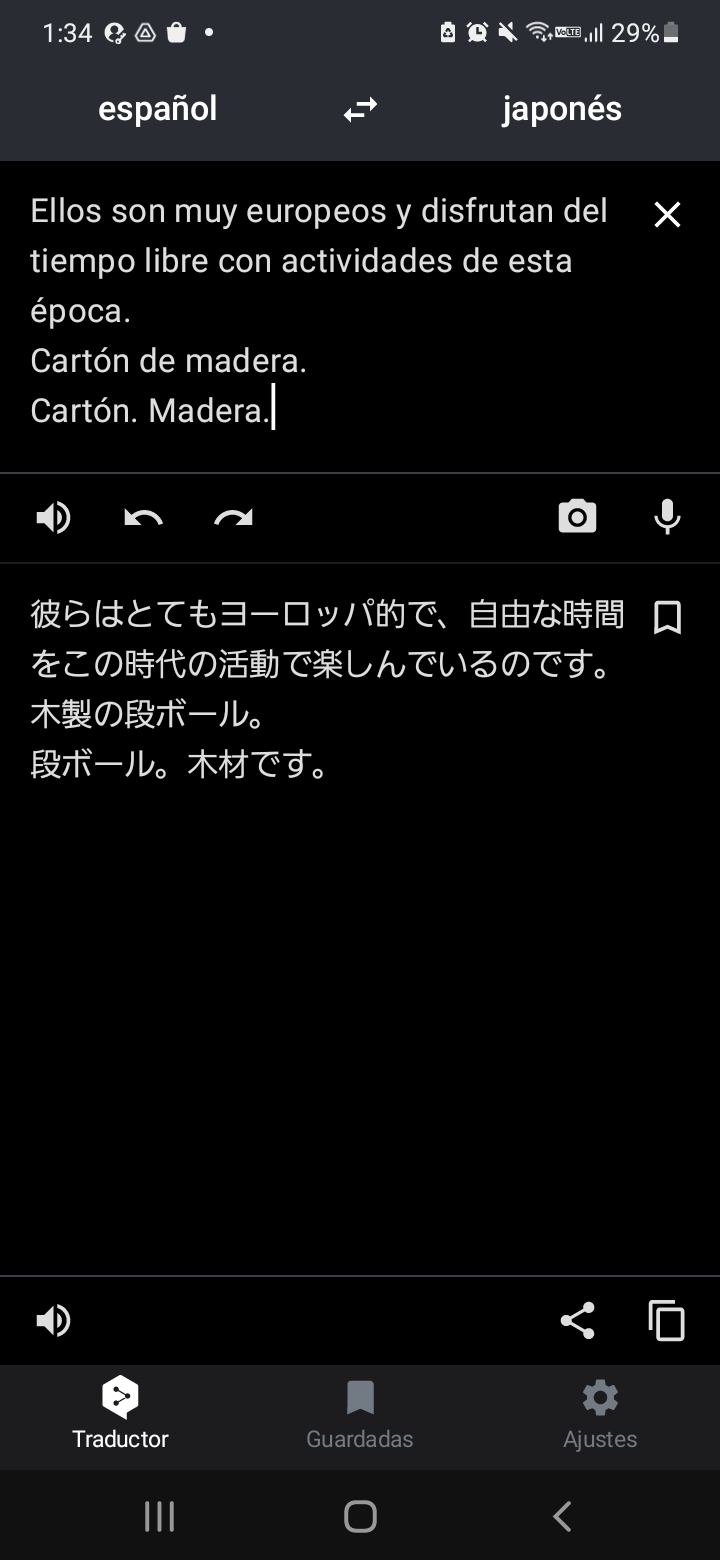 1:34
VoLTE 29%
español
japonés
Ellos son muy europeos y disfrutan del
tiempo libre con actividades de esta
época.
Cartón de madera.
Cartón. Madera.
彼らはとてもヨーロッパ的で、自由な時間
をこの時代の活動で楽しんでいるのです。
木製の段ボール。
段ボール。木材です。
Traductor
Guardadas
Ajustes